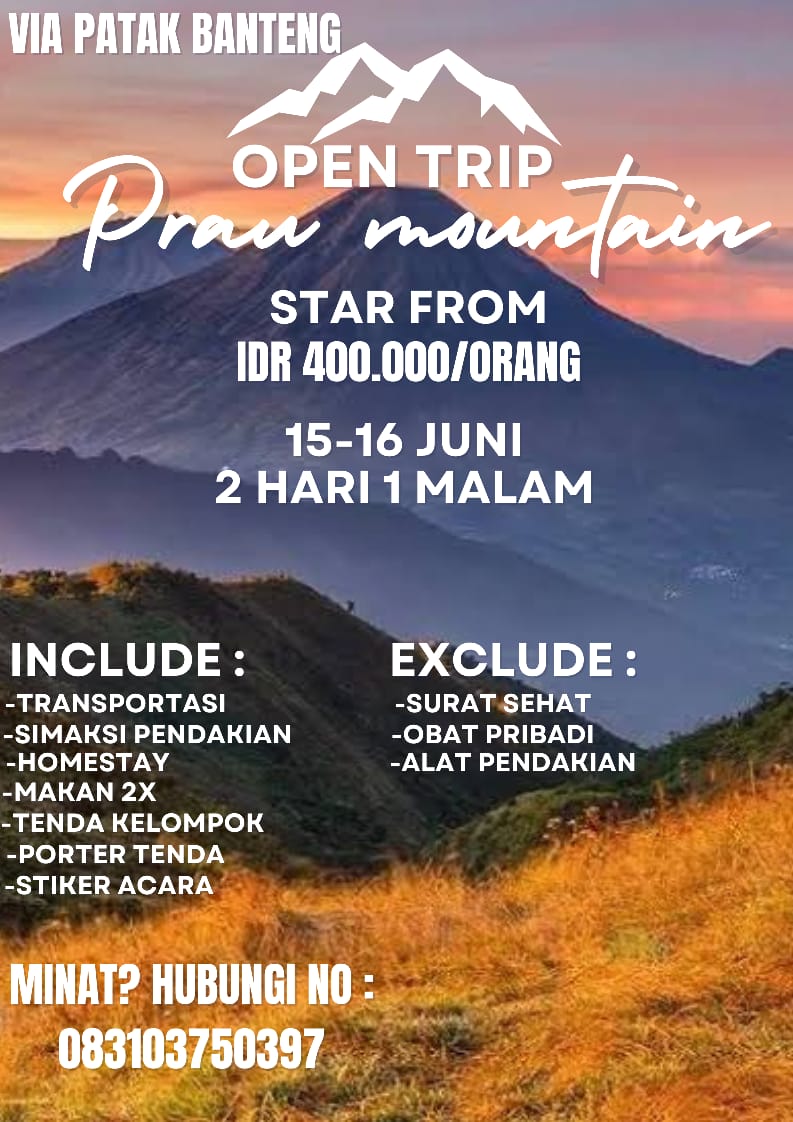 VIA PATAK BANTENG
OPEN TRIP
Prau mountain
STAR FROM
IDR 400.000/ORANG
15-16 JUNI
2 HARI 1 MALAM
INCLUDE :
-TRANSPORTASI
-SIMAKSI PENDAKIAN
-HOMESTAY
-MAKAN 2X
-TENDA KELOMPOK
-PORTER TENDA
-STIKER ACARA
EXCLUDE :
-SURAT SEHAT
-OBAT PRIBADI
-ALAT PENDAKIAN
MINAT? HUBUNGI NO :
083103750397